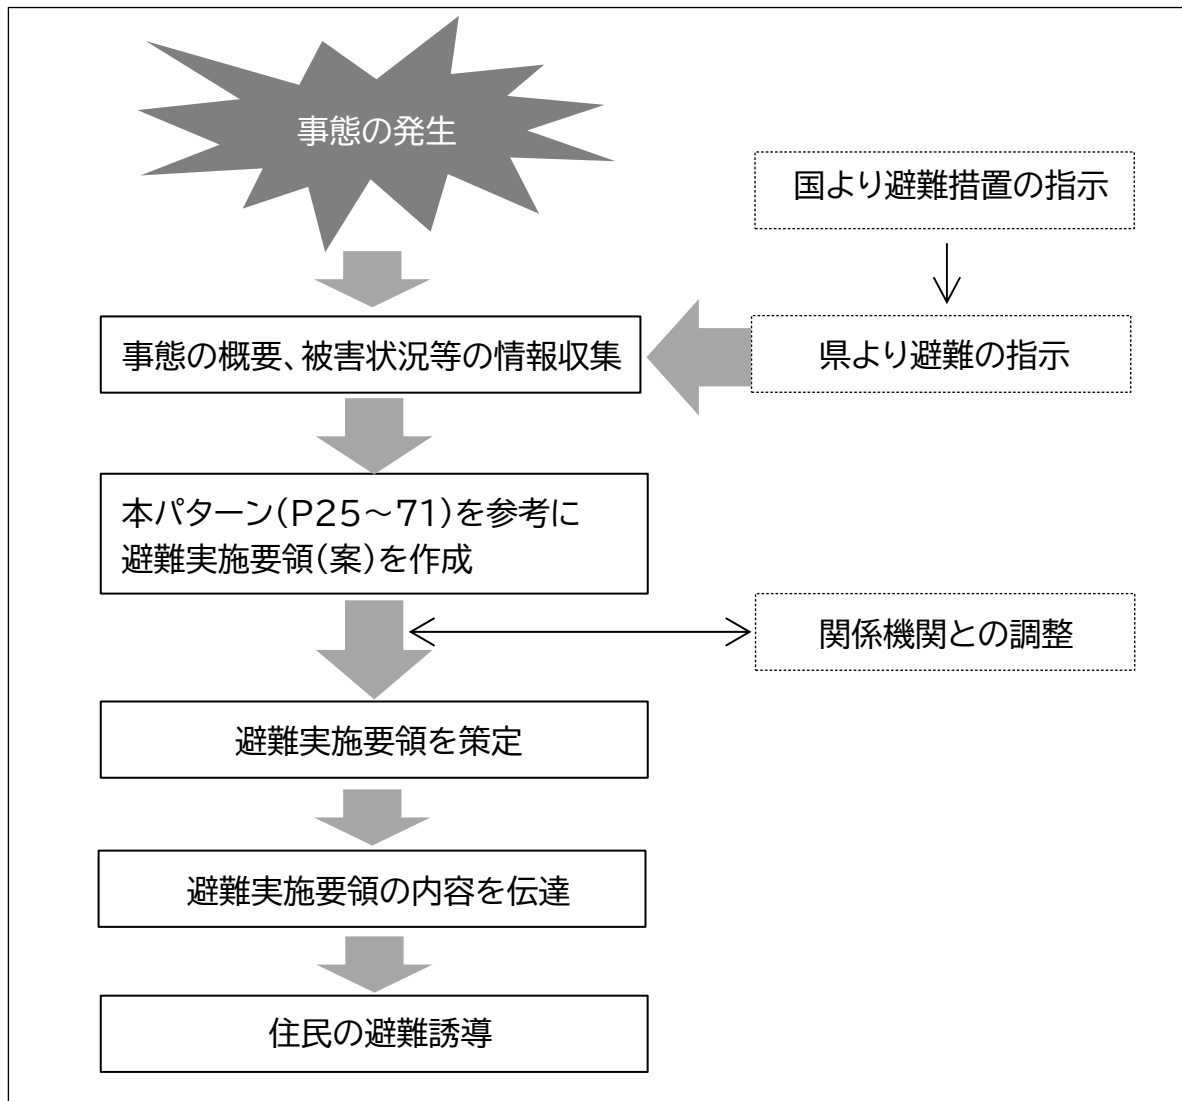 事態の発生
国より避難措置の指示
事態の概要、被害状況等の情報収集
県より避難の指示
本パターン(P25～71)を参考に
避難実施要領(案)を作成
関係機関との調整
避難実施要領を策定
避難実施要領の内容を伝達
住民の避難誘導